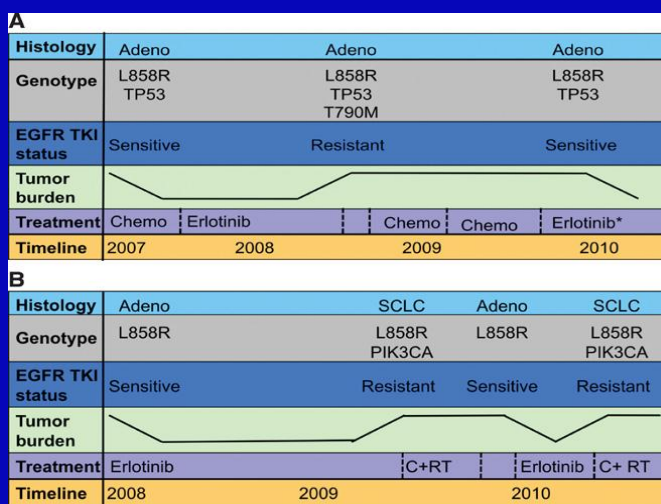 A
Histology Adeno Adeno Adeno
Genotype L858R L858R L858R
TP53 TP53 TP53
T790M
EGFR TKI
status Sensitive Resistant Sensitive
Tumor
burden
Treatment Chemo Erlotinib Chemo Chemo Erlotinib*
Timeline 2007 2008 2009 2010
B
Histology Adeno SCLC Adeno SCLC
Genotype L858R L858R L858R L858R
PIK3CA PIK3CA
EGFR TKI
status Sensitive Resistant Sensitive Resistant
Tumor
burden
Treatment Erlotinib C+RT Erlotinib C+ RT
Timeline 2008 2009 2010